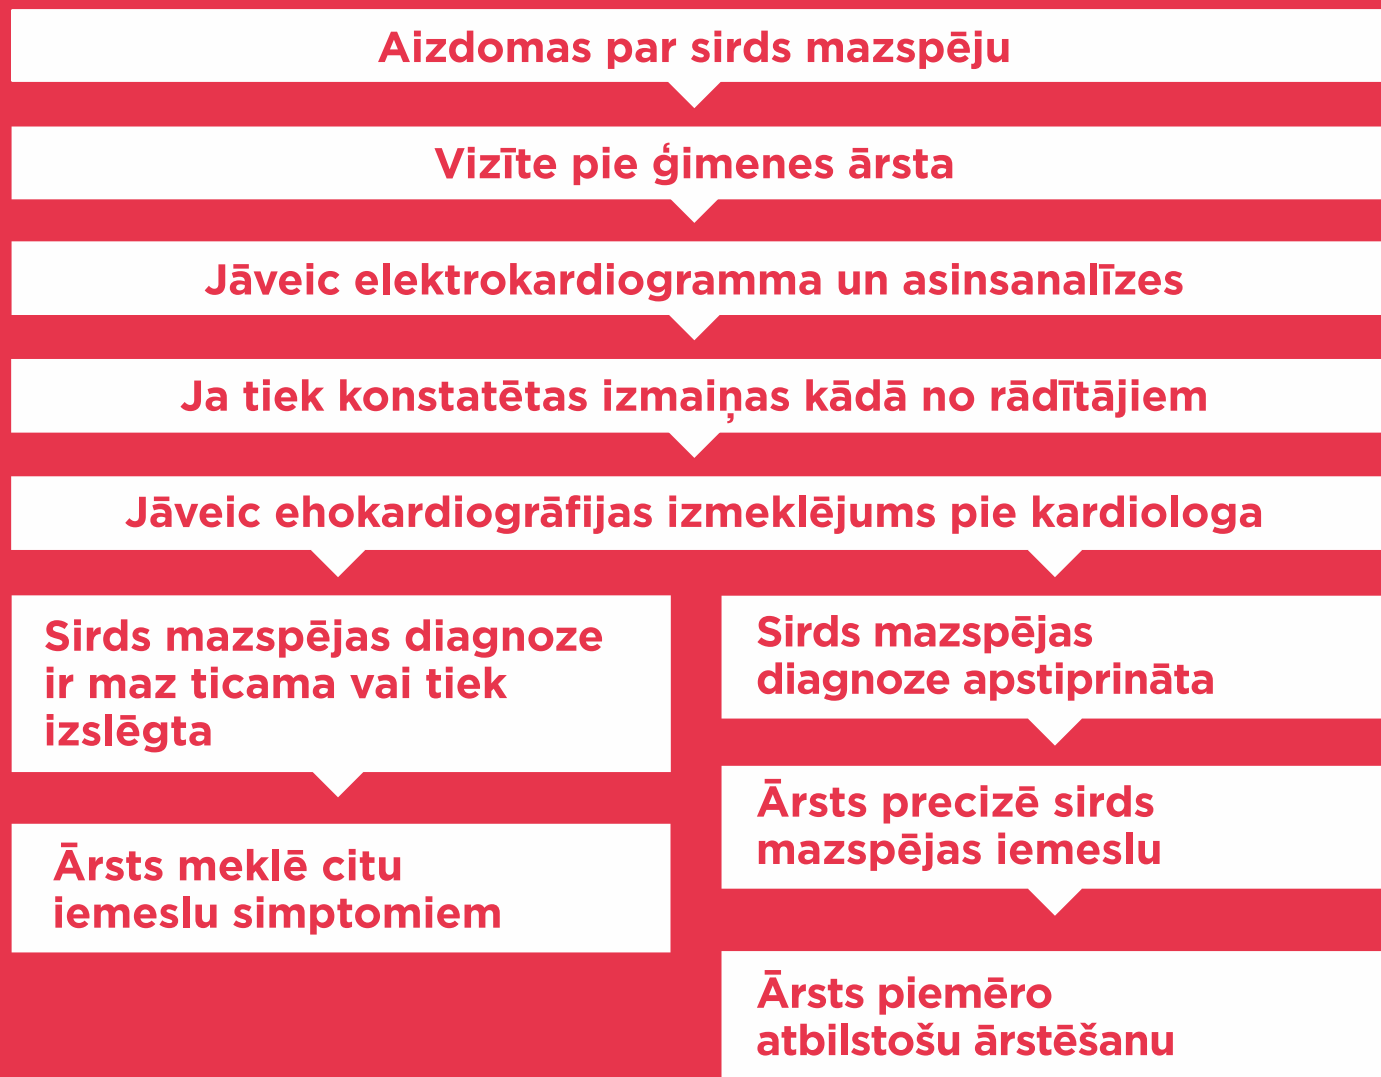 Aizdomas par sirds mazspēju
Vizīte pie ģimenes ārsta
Jāveic elektrokardiogramma un asinsanalīzes
Ja tiek konstatētas izmaiņas kādā no rādītājiem
Jāveic ehokardiogrāfijas izmeklējums pie kardiologa
Sirds mazspējas diagnoze
ir maz ticama vai tiek
izslēgta
Ārsts meklē citu
iemeslu simptomiem
Sirds mazspējas
diagnoze apstiprināta
Ārsts precizē sirds
mazspējas iemeslu
Ārsts piemēro
atbilstošu ārstēšanu